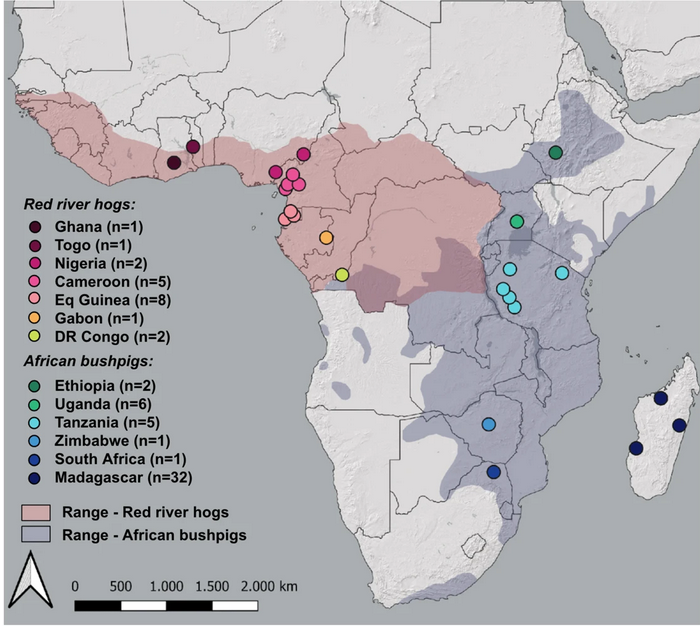 Red river hogs:
Ghana (n=1)
Togo (n=1)
Nigeria (n=2)
Cameroon (n=5)
Eq Guinea (n=8)
Gabon (n=1)
DR Congo (n=2)
African bushpigs:
Ethiopia (n=2)
Uganda (n=6)
Tanzania (n=5)
Zimbabwe (n=1)
South Africa (n=1)
Madagascar (n=32)
Range - Red river hogs
Range - African bushpigs
0 500 1.000 1.500 2.000 km